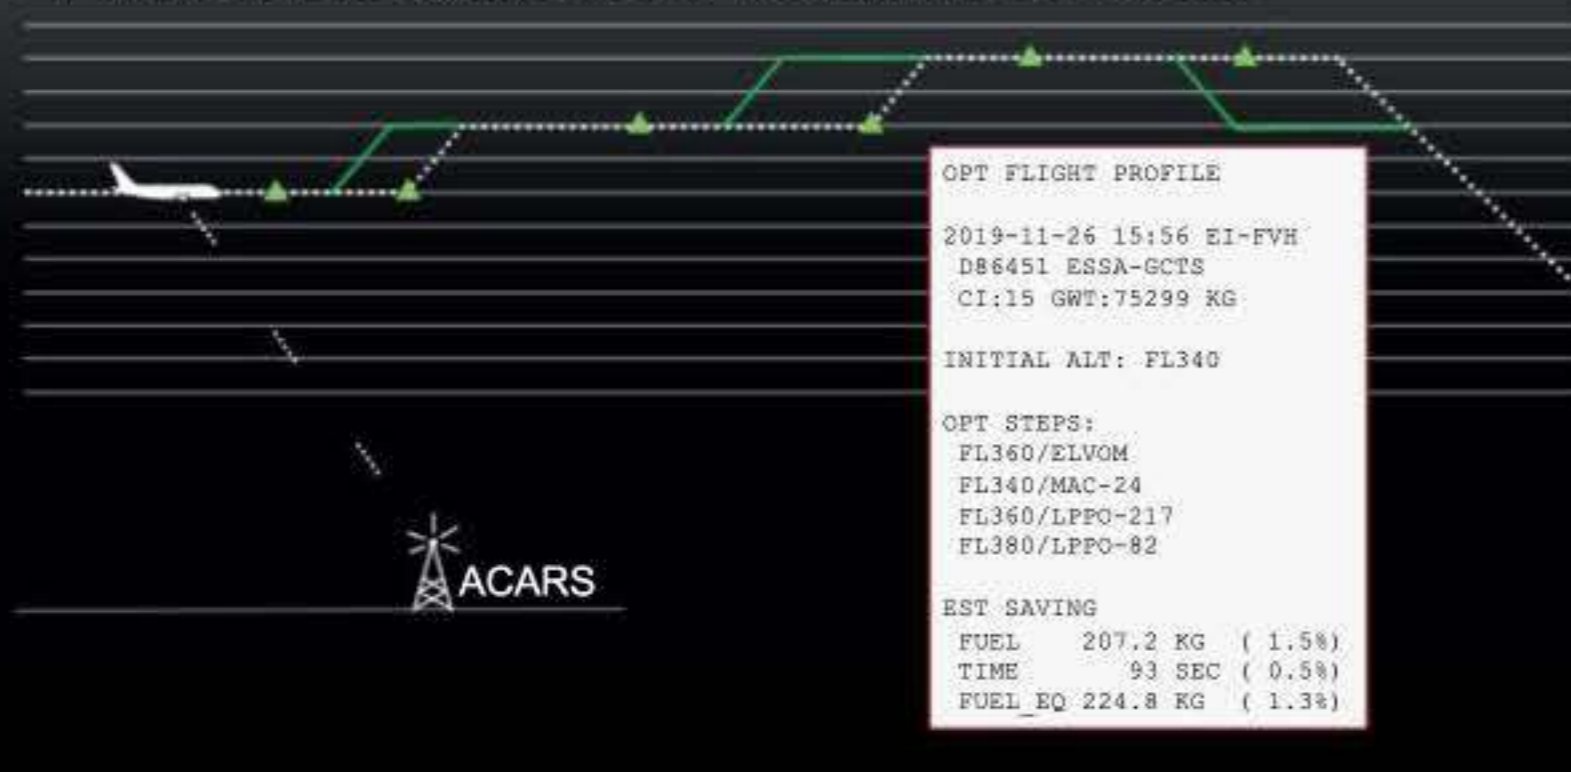 OPT FLIGHT PROFILE
2019-11-26 15:56 EI-FVH
D86451 ESSA-GCTS
CI:15 GWT:75299 KG
INITIAL ALT: FL340
OPT STEPS:
FL360/ELVOM
FL340/MAC-24
FL360/LPPO-217
FL380/LPPO-82
EST SAVING
FUEL 207.2 KG ( 1.5%)
TIME 93 SEC ( 0.5%)
FUEL_EQ 224.8 KG ( 1.3%)
ACARS